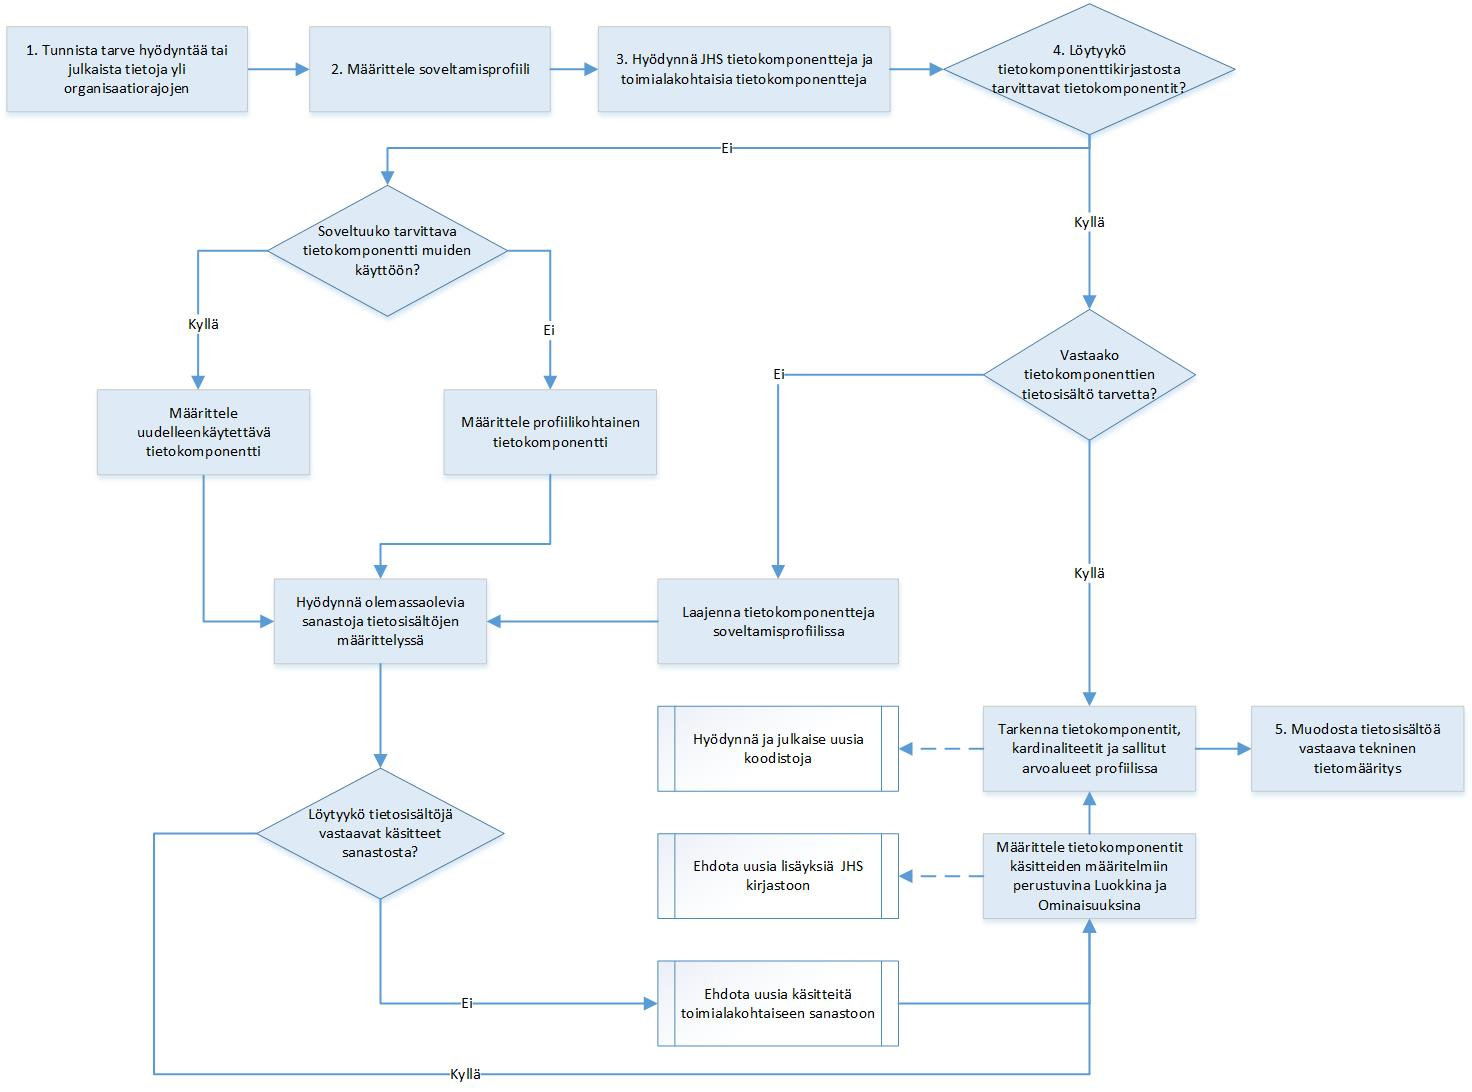 1. Tunnista tarve hyödyntää tai
julkaista tietoja yli
organisaatiorajojen
2. Määrittele soveltamisprofiili
3. Hyödynnä JHS tietokomponentteja ja
toimialakohtaisia tietokomponentteja
4. Löytyykö
tietokomponenttikirjastosta
tarvittavat tietokomponentit?
Ei
Kyllä
Soveltuuko tarvittava
tietokomponentti muiden
käyttöön?
Kyllä
Ei
Vastaako
tietokomponenttien
tietosisältö tarvetta?
Ei
Kyllä
Määrittele
uudelleenkäytettävä
tietokomponentti
Määrittele profiilikohtainen
tietokomponentti
Hyödynnä olemassaolevia
sanastoja tietosisältöjen
määrittelyssä
Laajenna tietokomponentteja
soveltamisprofiilissa
Hyödynnä ja julkaise uusia
koodistoja
Tarkenna tietokomponentit,
kardinaliteetit ja sallitut
arvoalueet profiilissa
5. Muodosta tietosisältöä
vastaava tekninen
tietomääritys
Löytyykö tietosisältöjä
vastaavat käsitteet
sanastosta?
Ehdota uusia lisäyksiä JHS
kirjastoon
Määrittele tietokomponentit
käsitteiden määritelmiin
perustuvina Luokkina ja
Ominaisuuksina
Ei
Ehdota uusia käsitteitä
toimialakohtaiseen sanastoon
Kyllä